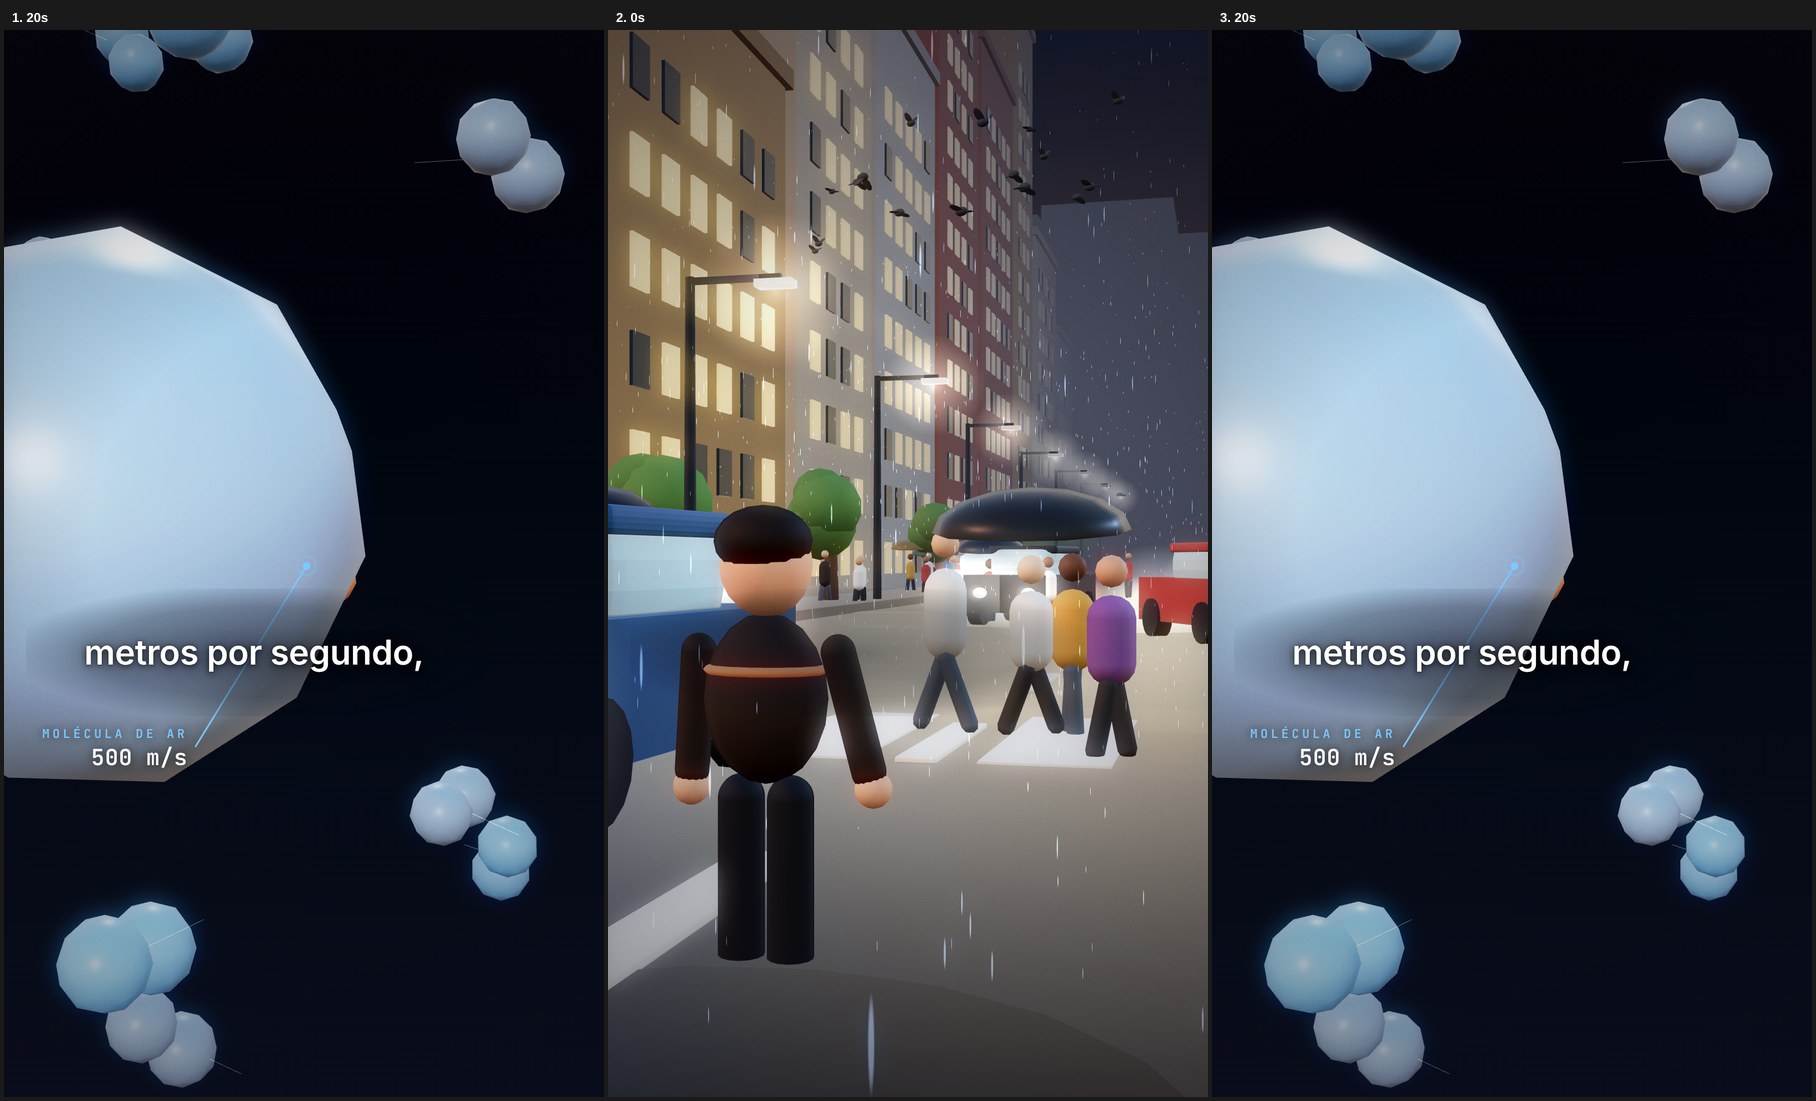 1. 20s
2. 0s
3. 20s
metros por segundo,
MOLÉCULA DE AR
500 m/s
metros por segundo,
MOLÉCULA DE AR
500 m/s